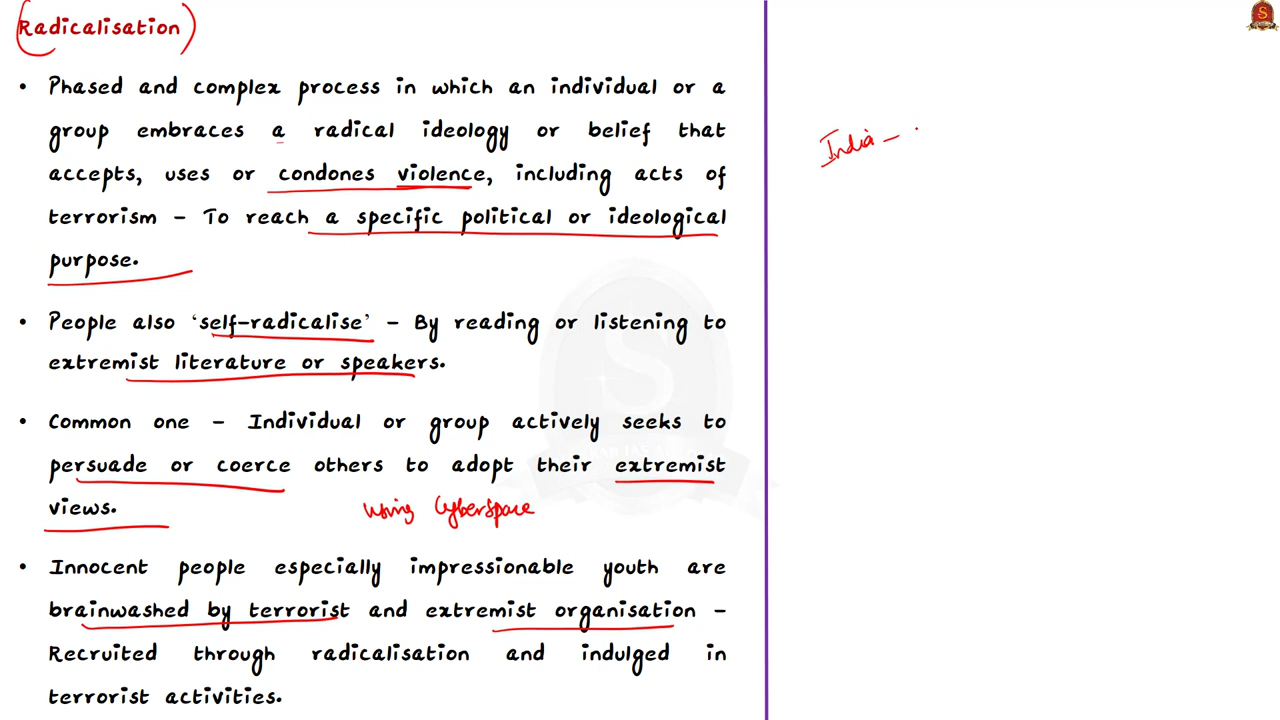 Radicalisation
• Phased and complex process in which an individual or a
group embraces a radical ideology or belief that
accepts, uses or condones violence, including acts of
terrorism – To reach a specific political or ideological
purpose.
• People also ‘self-radicalise’ – By reading or listening to
extremist literature or speakers.
• Common one – Individual or group actively seeks to
persuade or coerce others to adopt their extremist
views.
using Cyberspace
• Innocent people especially impressionable youth are
brainwashed by terrorist and extremist organisation –
Recruited through radicalisation and indulged in
terrorist activities.
India –
S